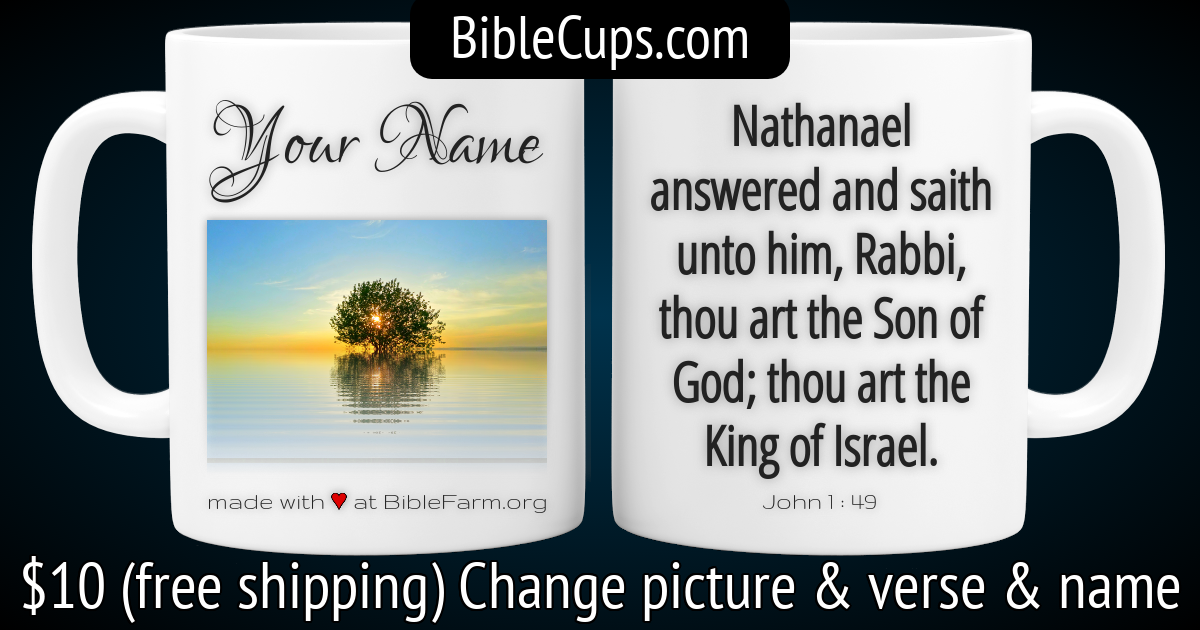 BibleCups.com
Your Name
made with ♥ at BibleFarm.org
Nathanael
answered and saith
unto him, Rabbi,
thou art the Son of
God; thou art the
King of Israel.
John 1 : 49
$10 (free shipping) Change picture & verse & name